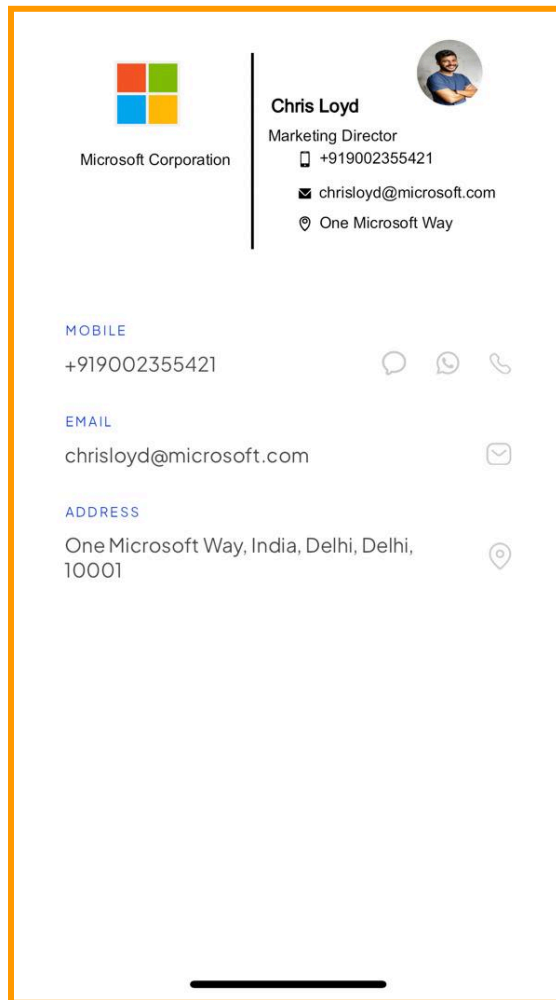 Microsoft Corporation
Chris Loyd
Marketing Director
+919002355421
chrisloyd@microsoft.com
One Microsoft Way
MOBILE
+919002355421
EMAIL
chrisloyd@microsoft.com
ADDRESS
One Microsoft Way, India, Delhi, Delhi,
10001